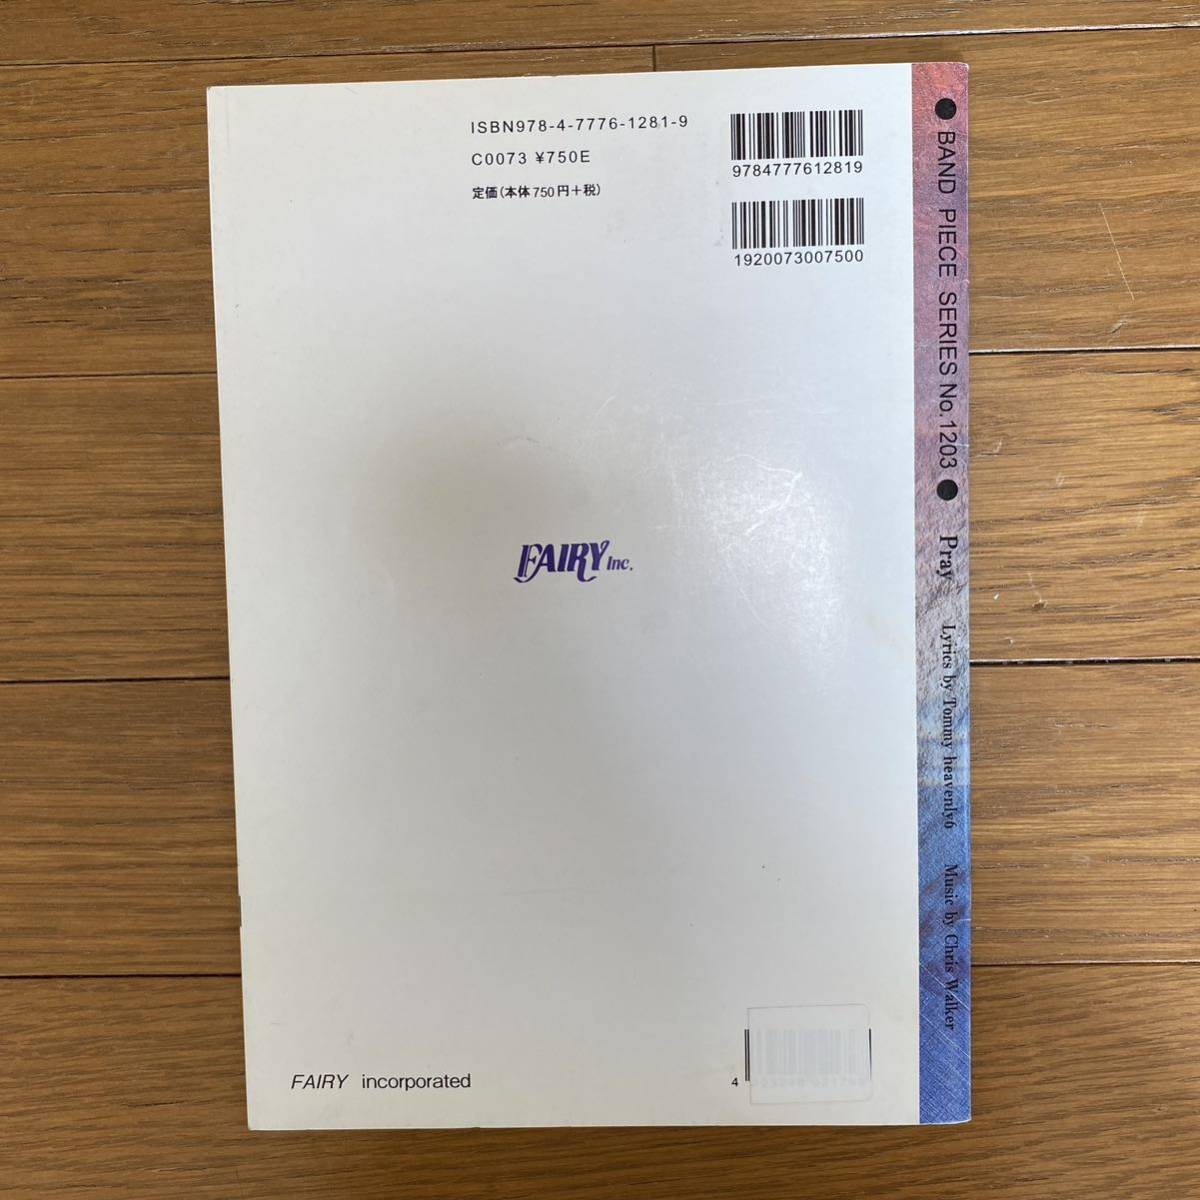 ISBN978-4-7776-1281-9
C0073 ¥750E
定価(本体750円+税)
9784777612819
1920073007500
● BAND PIECE SERIES No.1203 ● Pray Lyrics by Tommy heavenly6 Music by Chris Walker
FAIRY Inc.
FAIRY incorporated
4